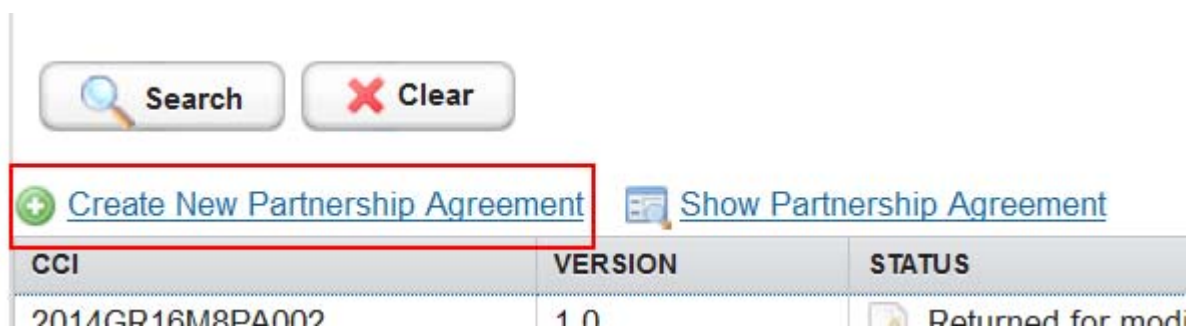 Search Clear
Create New Partnership Agreement Show Partnership Agreement
CCI VERSION STATUS
2014GR16M8PA002 1.0 Returned for modi